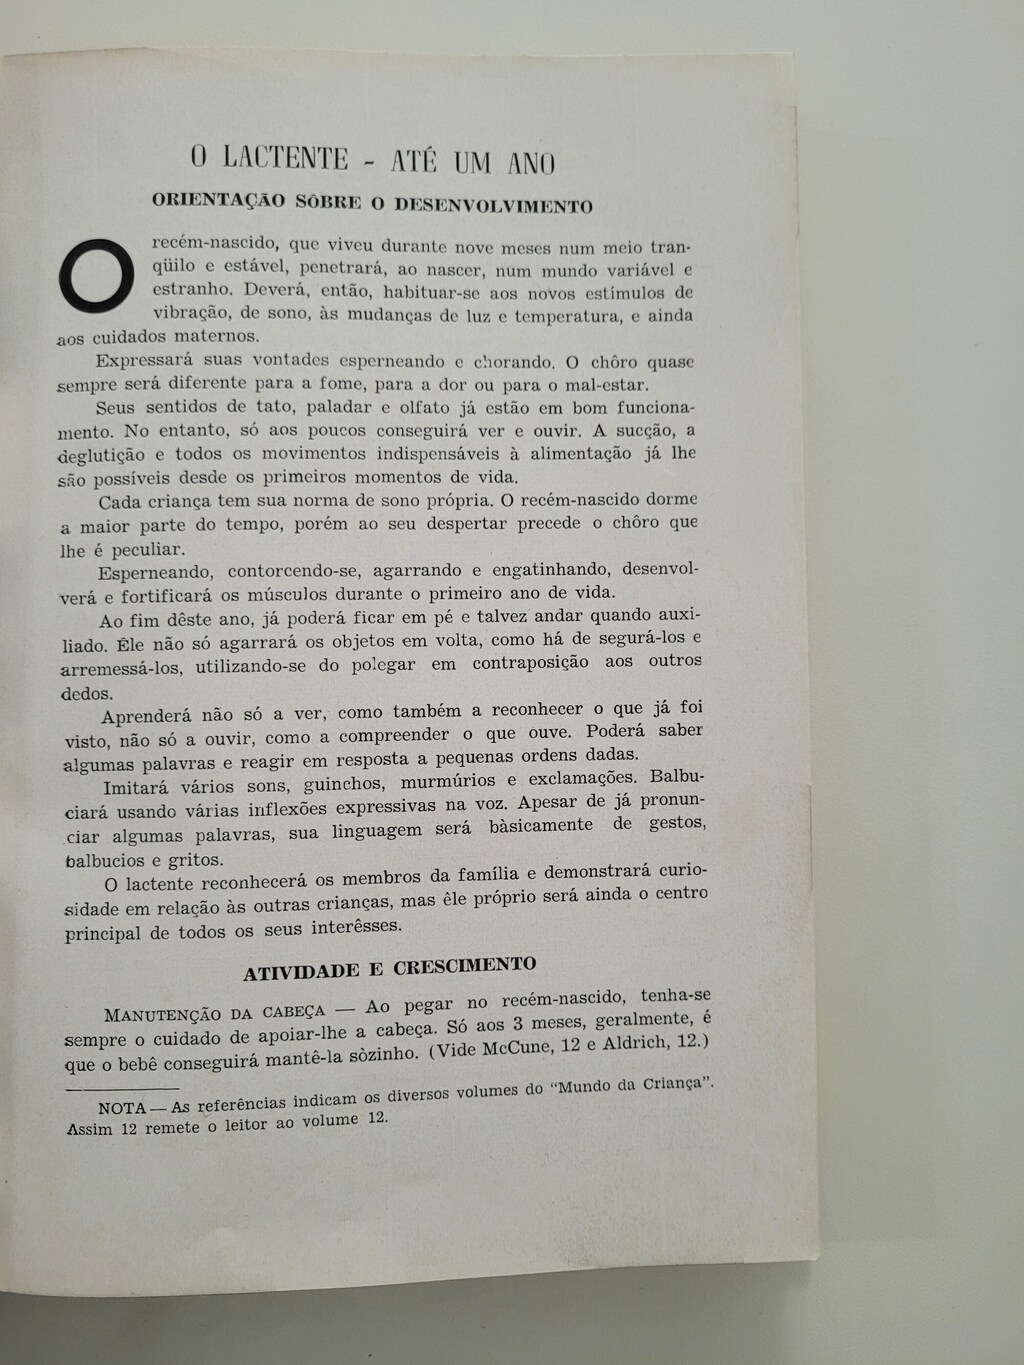 O LACTENTE - ATÉ UM ANO
ORIENTAÇÃO SÔBRE O DESENVOLVIMENTO
O recém-nascido, que viveu durante nove meses num meio tran-
qüilo e estável, penetrará, ao nascer, num mundo variável e
estranho. Deverá, então, habituar-se aos novos estímulos de
vibração, de sono, às mudanças de luz e temperatura, e ainda
aos cuidados maternos.
Expressará suas vontades esperneando e chorando. O chôro quase
sempre será diferente para a fome, para a dor ou para o mal-estar.
Seus sentidos de tato, paladar e olfato já estão em bom funciona-
mento. No entanto, só aos poucos conseguirá ver e ouvir. A sucção, a
deglutição e todos os movimentos indispensáveis à alimentação já lhe
são possíveis desde os primeiros momentos de vida.
Cada criança tem sua norma de sono própria. O recém-nascido dorme
a maior parte do tempo, porém ao seu despertar precede o chôro que
lhe é peculiar.
Esperneando, contorcendo-se, agarrando e engatinhando, desenvol-
verá e fortificará os músculos durante o primeiro ano de vida.
Ao fim dêste ano, já poderá ficar em pé e talvez andar quando auxi-
liado. Êle não só agarrará os objetos em volta, como há de segurá-los e
arremessá-los, utilizando-se do polegar em contraposição aos outros
dedos.
Aprenderá não só a ver, como também a reconhecer o que já foi
visto, não só a ouvir, como a compreender o que ouve. Poderá saber
algumas palavras e reagir em resposta a pequenas ordens dadas.
Imitará vários sons, guinchos, murmúrios e exclamações. Balbu-
ciará usando várias inflexões expressivas na voz. Apesar de já pronun-
ciar algumas palavras, sua linguagem será bàsicamente de gestos,
balbucios e gritos.
O lactente reconhecerá os membros da família e demonstrará curio-
sidade em relação às outras crianças, mas êle próprio será ainda o centro
principal de todos os seus interêsses.
ATIVIDADE E CRESCIMENTO
MANUTENÇÃO DA CABEÇA — Ao pegar no recém-nascido, tenha-se
sempre o cuidado de apoiar-lhe a cabeça. Só aos 3 meses, geralmente, é
que o bebê conseguirá mantê-la sòzinho. (Vide McCune, 12 e Aldrich, 12.)
NOTA — As referências indicam os diversos volumes do "Mundo da Criança".
Assim 12 remete o leitor ao volume 12.